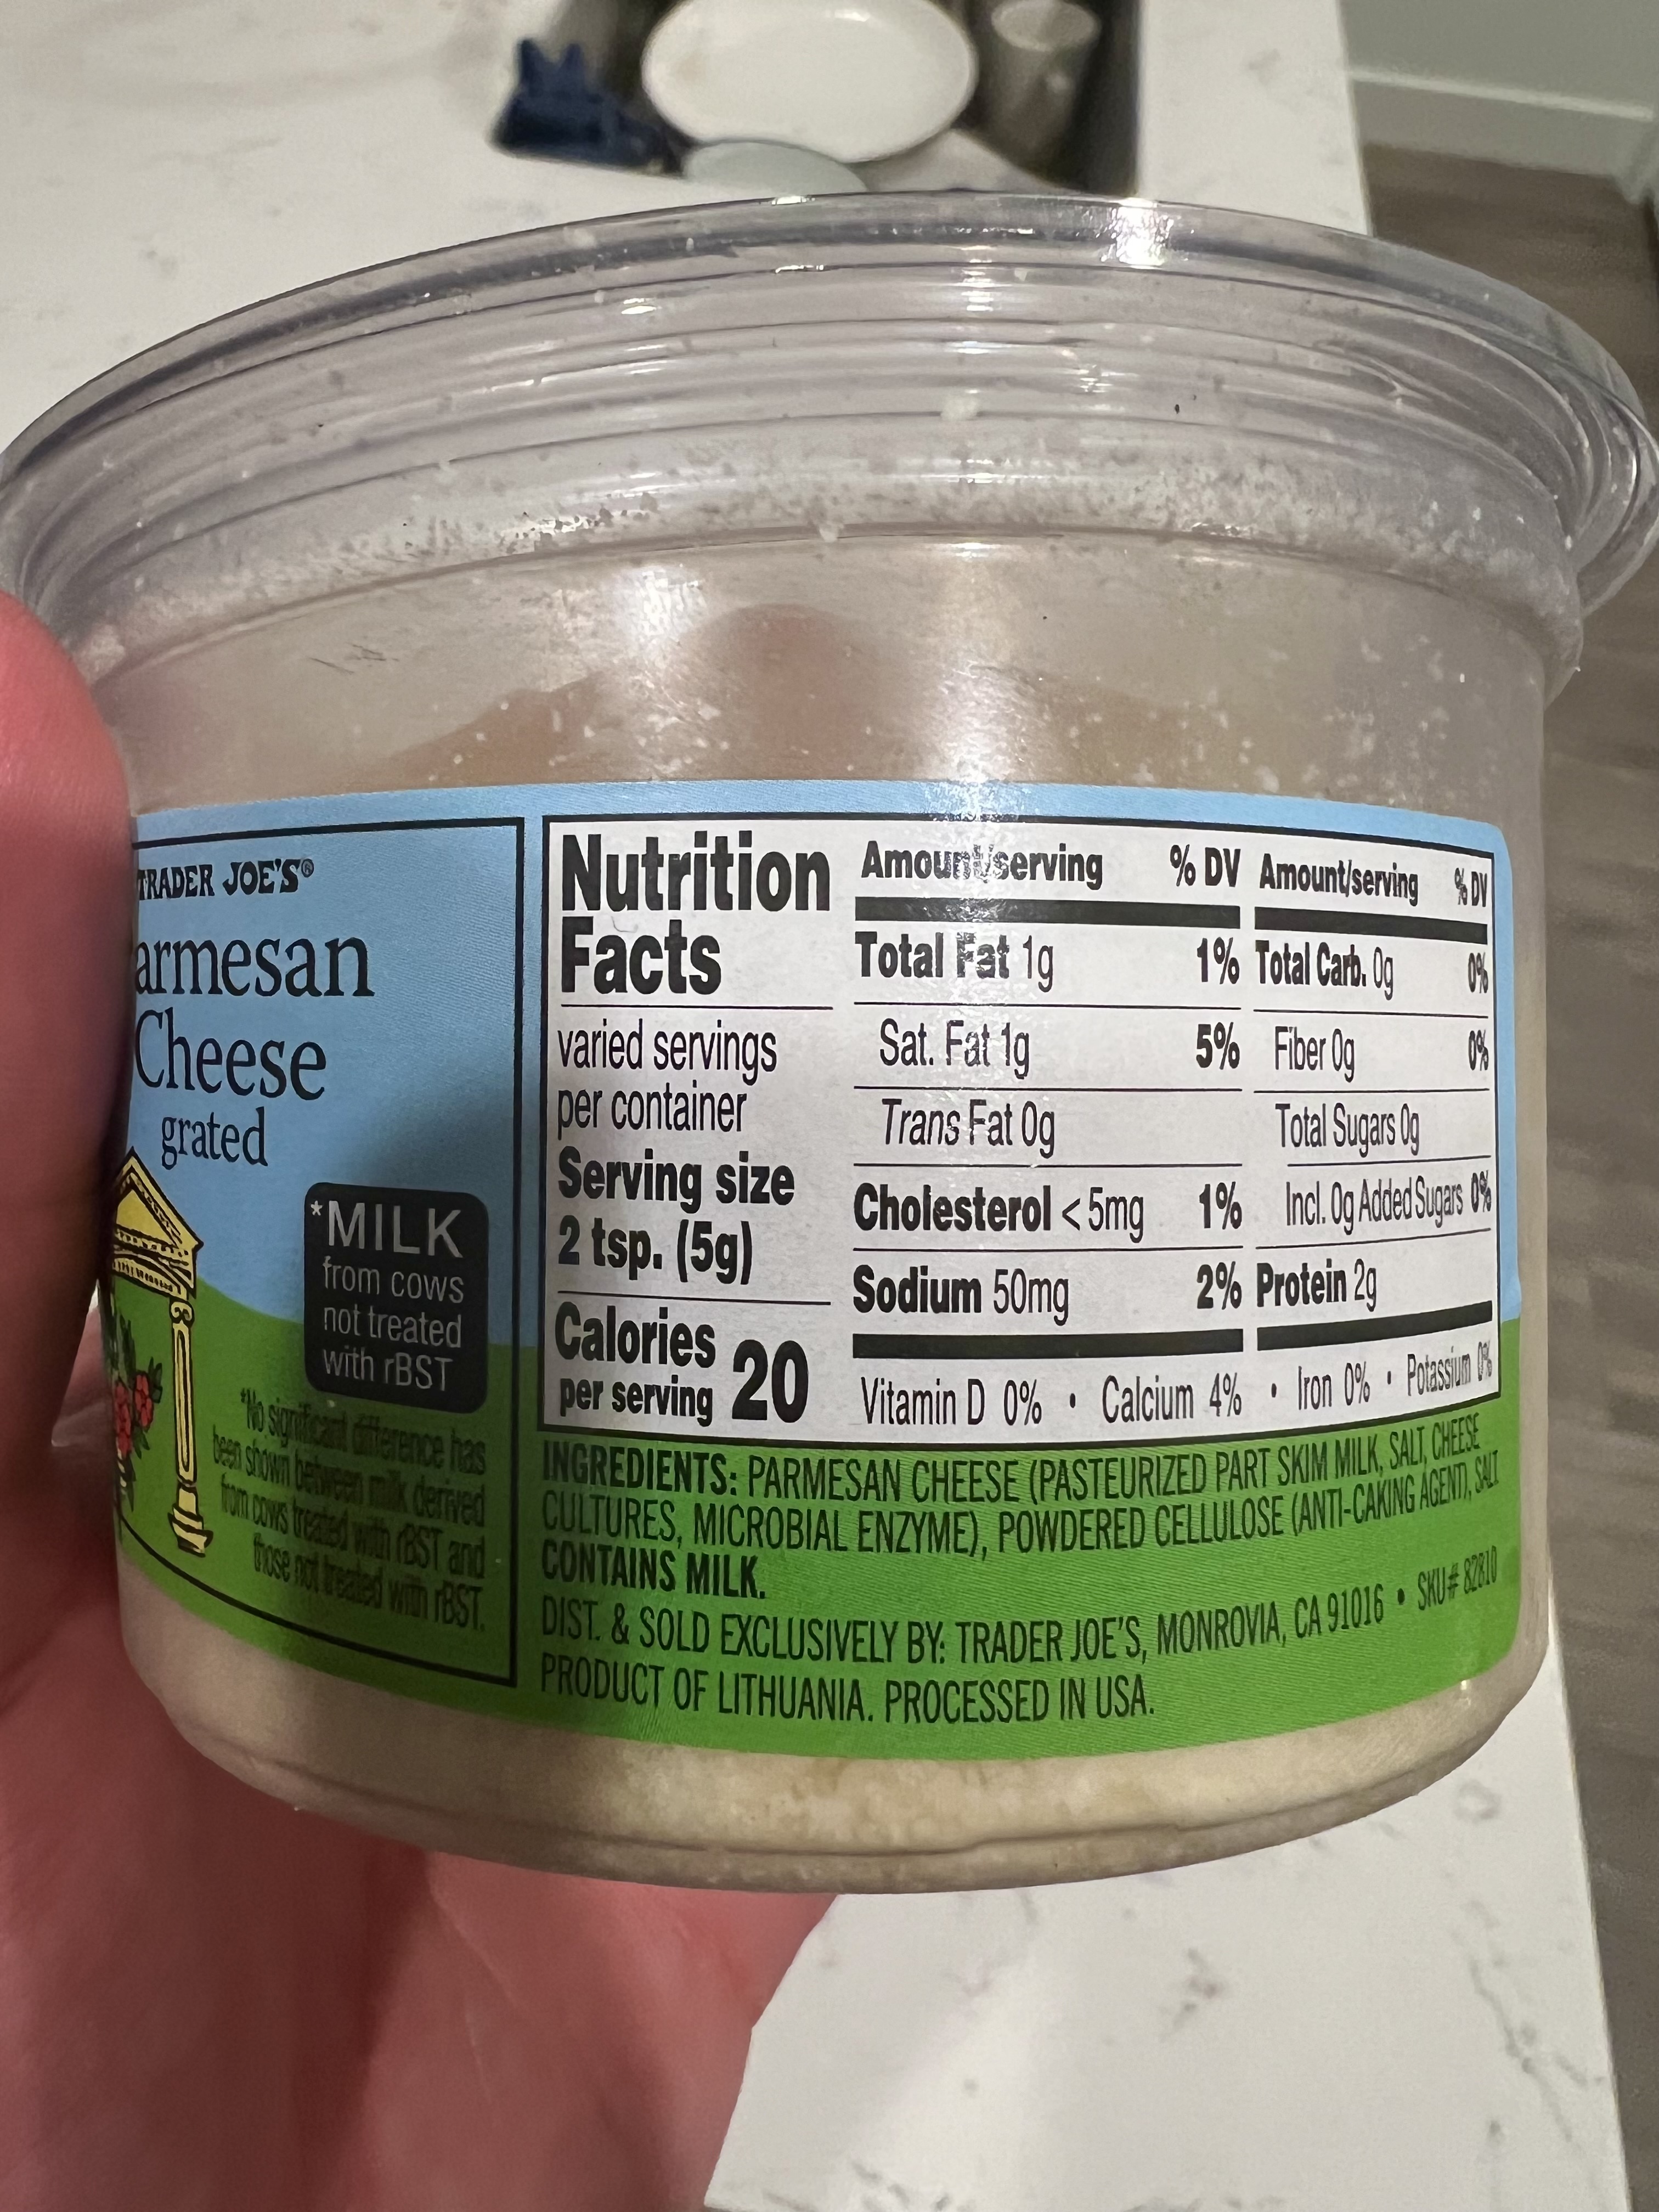 TRADER JOE'S®
armesan
Cheese
grated
*MILK
from cows
not treated
with rBST
*No significant difference has
been shown between milk derived
from cows treated with rBST and
those not treated with rBST.
Nutrition
Facts
varied servings
per container
Serving size
2 tsp. (5g)
Calories
per serving 20
Amount/serving % DV
Total Fat 1g 1%
Sat. Fat 1g 5%
Trans Fat 0g
Cholesterol <5mg 1%
Sodium 50mg 2%
Amount/serving % DV
Total Carb. 0g 0%
Fiber 0g 0%
Total Sugars 0g
Incl. 0g Added Sugars 0%
Protein 2g
Vitamin D 0% • Calcium 4% • Iron 0% • Potassium 0%
INGREDIENTS: PARMESAN CHEESE (PASTEURIZED PART SKIM MILK, SALT, CHEESE
CULTURES, MICROBIAL ENZYME), POWDERED CELLULOSE (ANTI-CAKING AGENT), SALT
CONTAINS MILK.
DIST. & SOLD EXCLUSIVELY BY: TRADER JOE'S, MONROVIA, CA 91016 • SKU# 82810
PRODUCT OF LITHUANIA. PROCESSED IN USA.